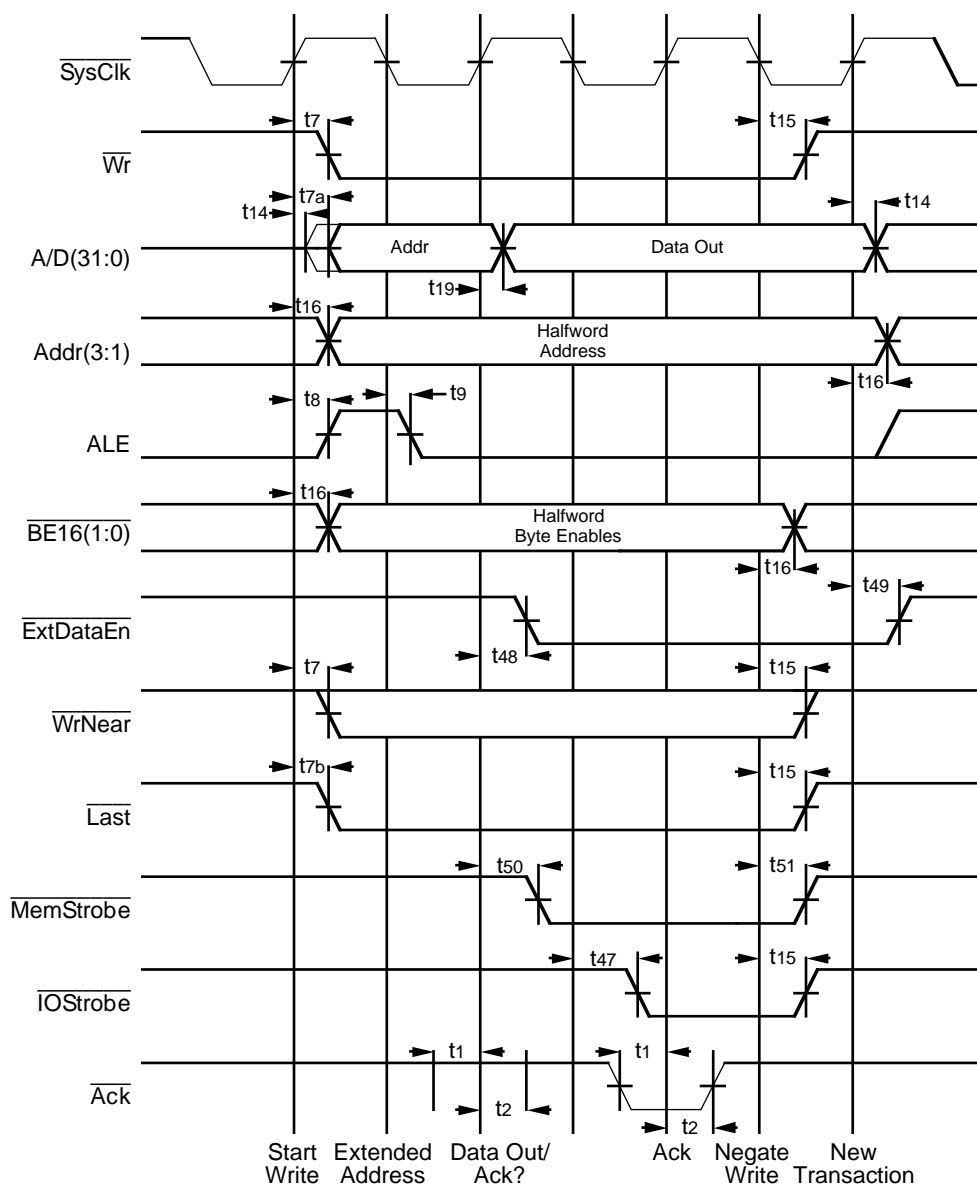 SysClk
t7
t15
Wr
t7a
t14
t14
A/D(31:0)
Addr
Data Out
t19
t16
Addr(3:1)
Halfword
Address
t16
t8
t9
ALE
t16
BE16(1:0)
Halfword
Byte Enables
t16
t49
ExtDataEn
t48
t7
t15
WrNear
t7b
t15
Last
t50
t51
MemStrobe
t47
t15
IOStrobe
t1
t1
Ack
t2
t2
Start
Write
Extended
Address
Data Out/
Ack?
Ack
Negate
Write
New
Transaction